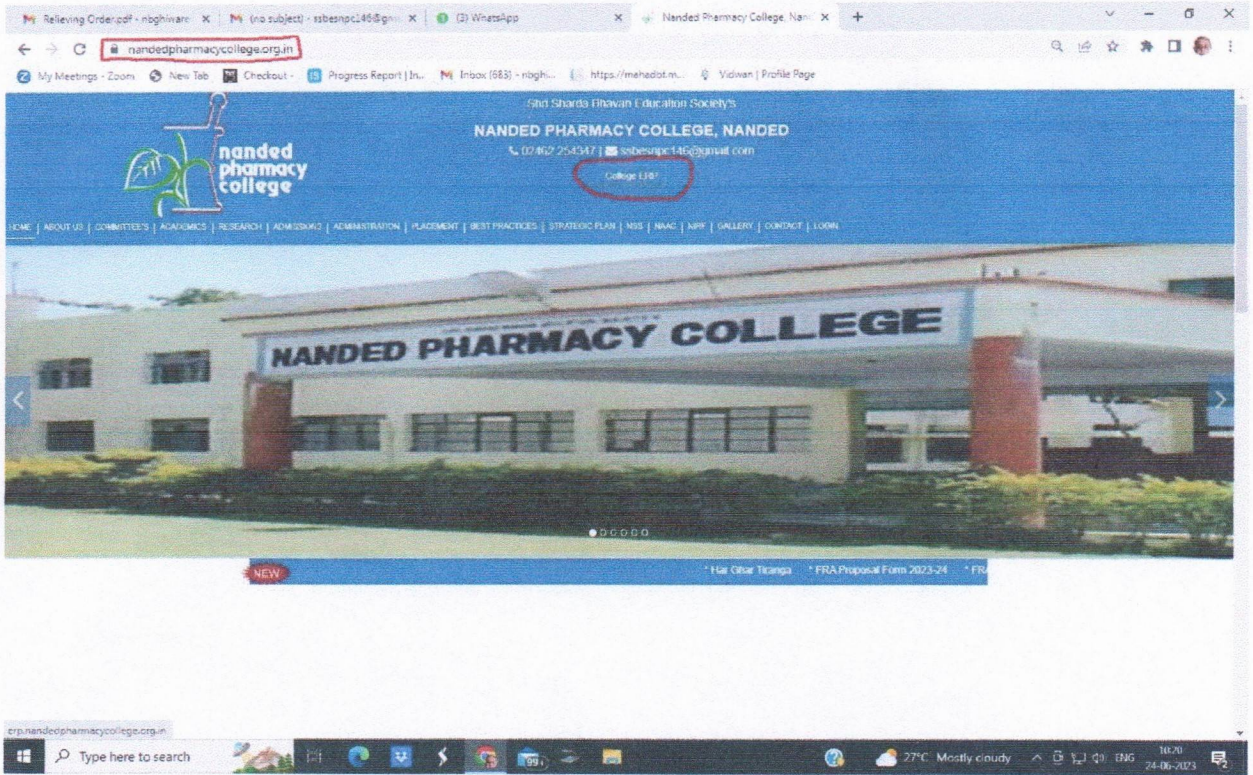 Relieving Order.pdf - nbghiware
(no subject) - ssbesnpc146@gm
(3) WhatsApp
Nanded Pharmacy College, Nand
nandedpharmacycollege.org.in
My Meetings - Zoom
New Tab
Checkout -
Progress Report | In...
Inbox (683) - nbghi...
https://mahadbt.m...
Vidwan | Profile Page
Shri Sharda Bhavan Education Society's
NANDED PHARMACY COLLEGE, NANDED
02462 254347 | ssbesnpc146@gmail.com
College ERP
nanded
pharmacy
college
HOME | ABOUT US | COMMITTEE'S | ACADEMICS | RESEARCH | ADMISSIONS | ADMINISTRATION | PLACEMENT | BEST PRACTICES | STRATEGIC PLAN | NSS | NAAC | NIRF | GALLERY | CONTACT | LOGIN
NANDED PHARMACY COLLEGE
NEW
* Har Ghar Tiranga * FRA Proposal Form 2023-24 * FRA
erp.nandedpharmacycollege.org.in
Type here to search
99+
27°C Mostly cloudy
ENG
10:20
24-06-2023
2